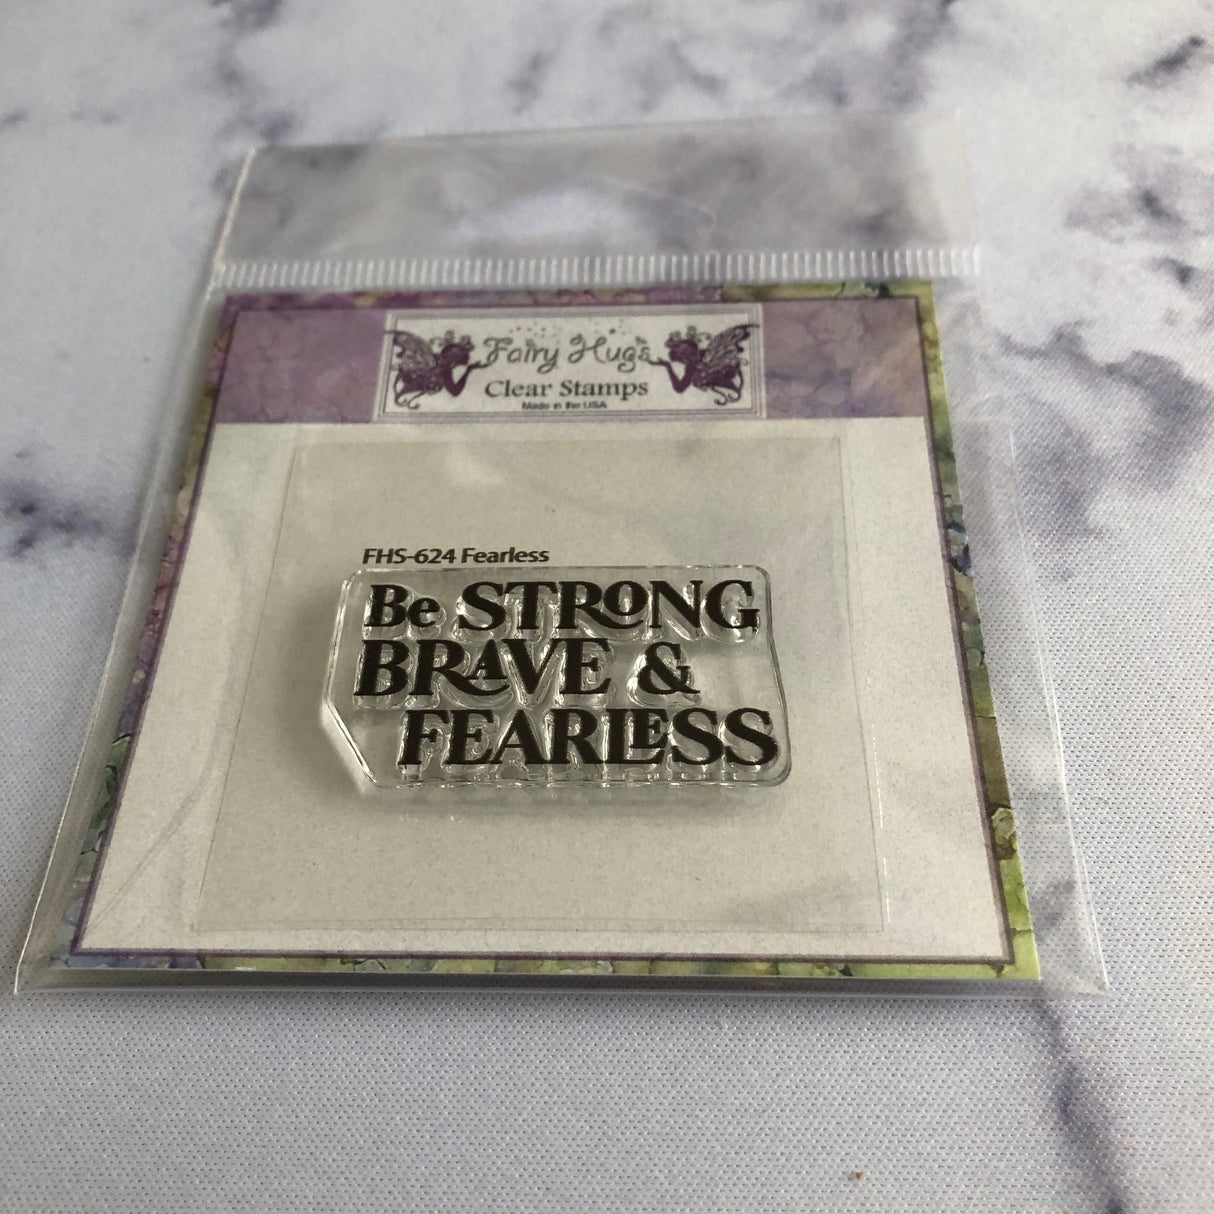 Fairy Hugs
Clear Stamps
Made in the USA
FHS-624 Fearless
Be STRONG
BRAVE &
FEARLESS